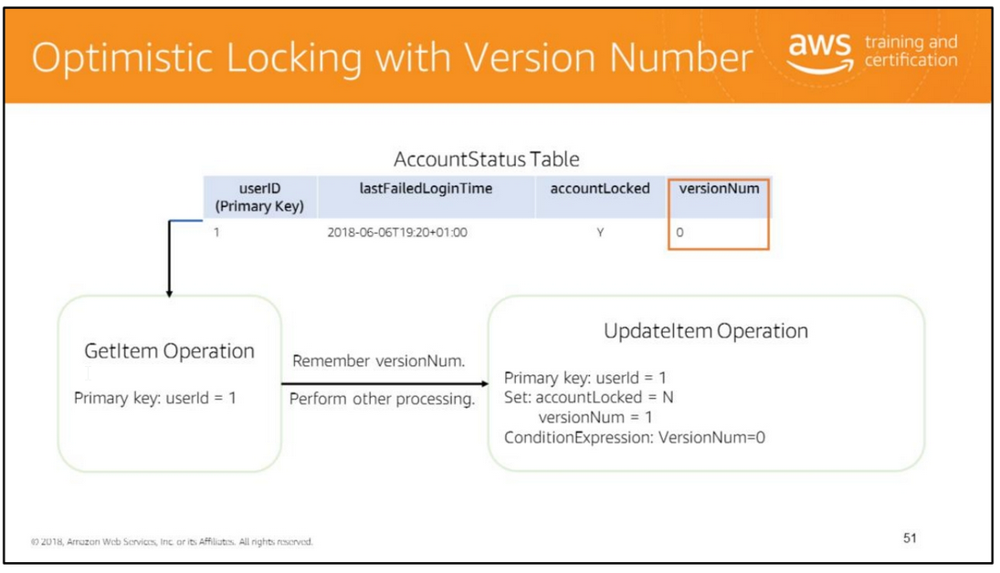 Optimistic Locking with Version Number
aws training and
certification
AccountStatus Table
userID
(Primary Key)
lastFailedLoginTime
accountLocked
versionNum
1
2018-06-06T19:20+01:00
Y
0
GetItem Operation
Primary key: userId = 1
Remember versionNum.
Perform other processing.
UpdateItem Operation
Primary key: userId = 1
Set: accountLocked = N
versionNum = 1
ConditionExpression: VersionNum=0
© 2018, Amazon Web Services, Inc. or its Affiliates. All rights reserved.
51